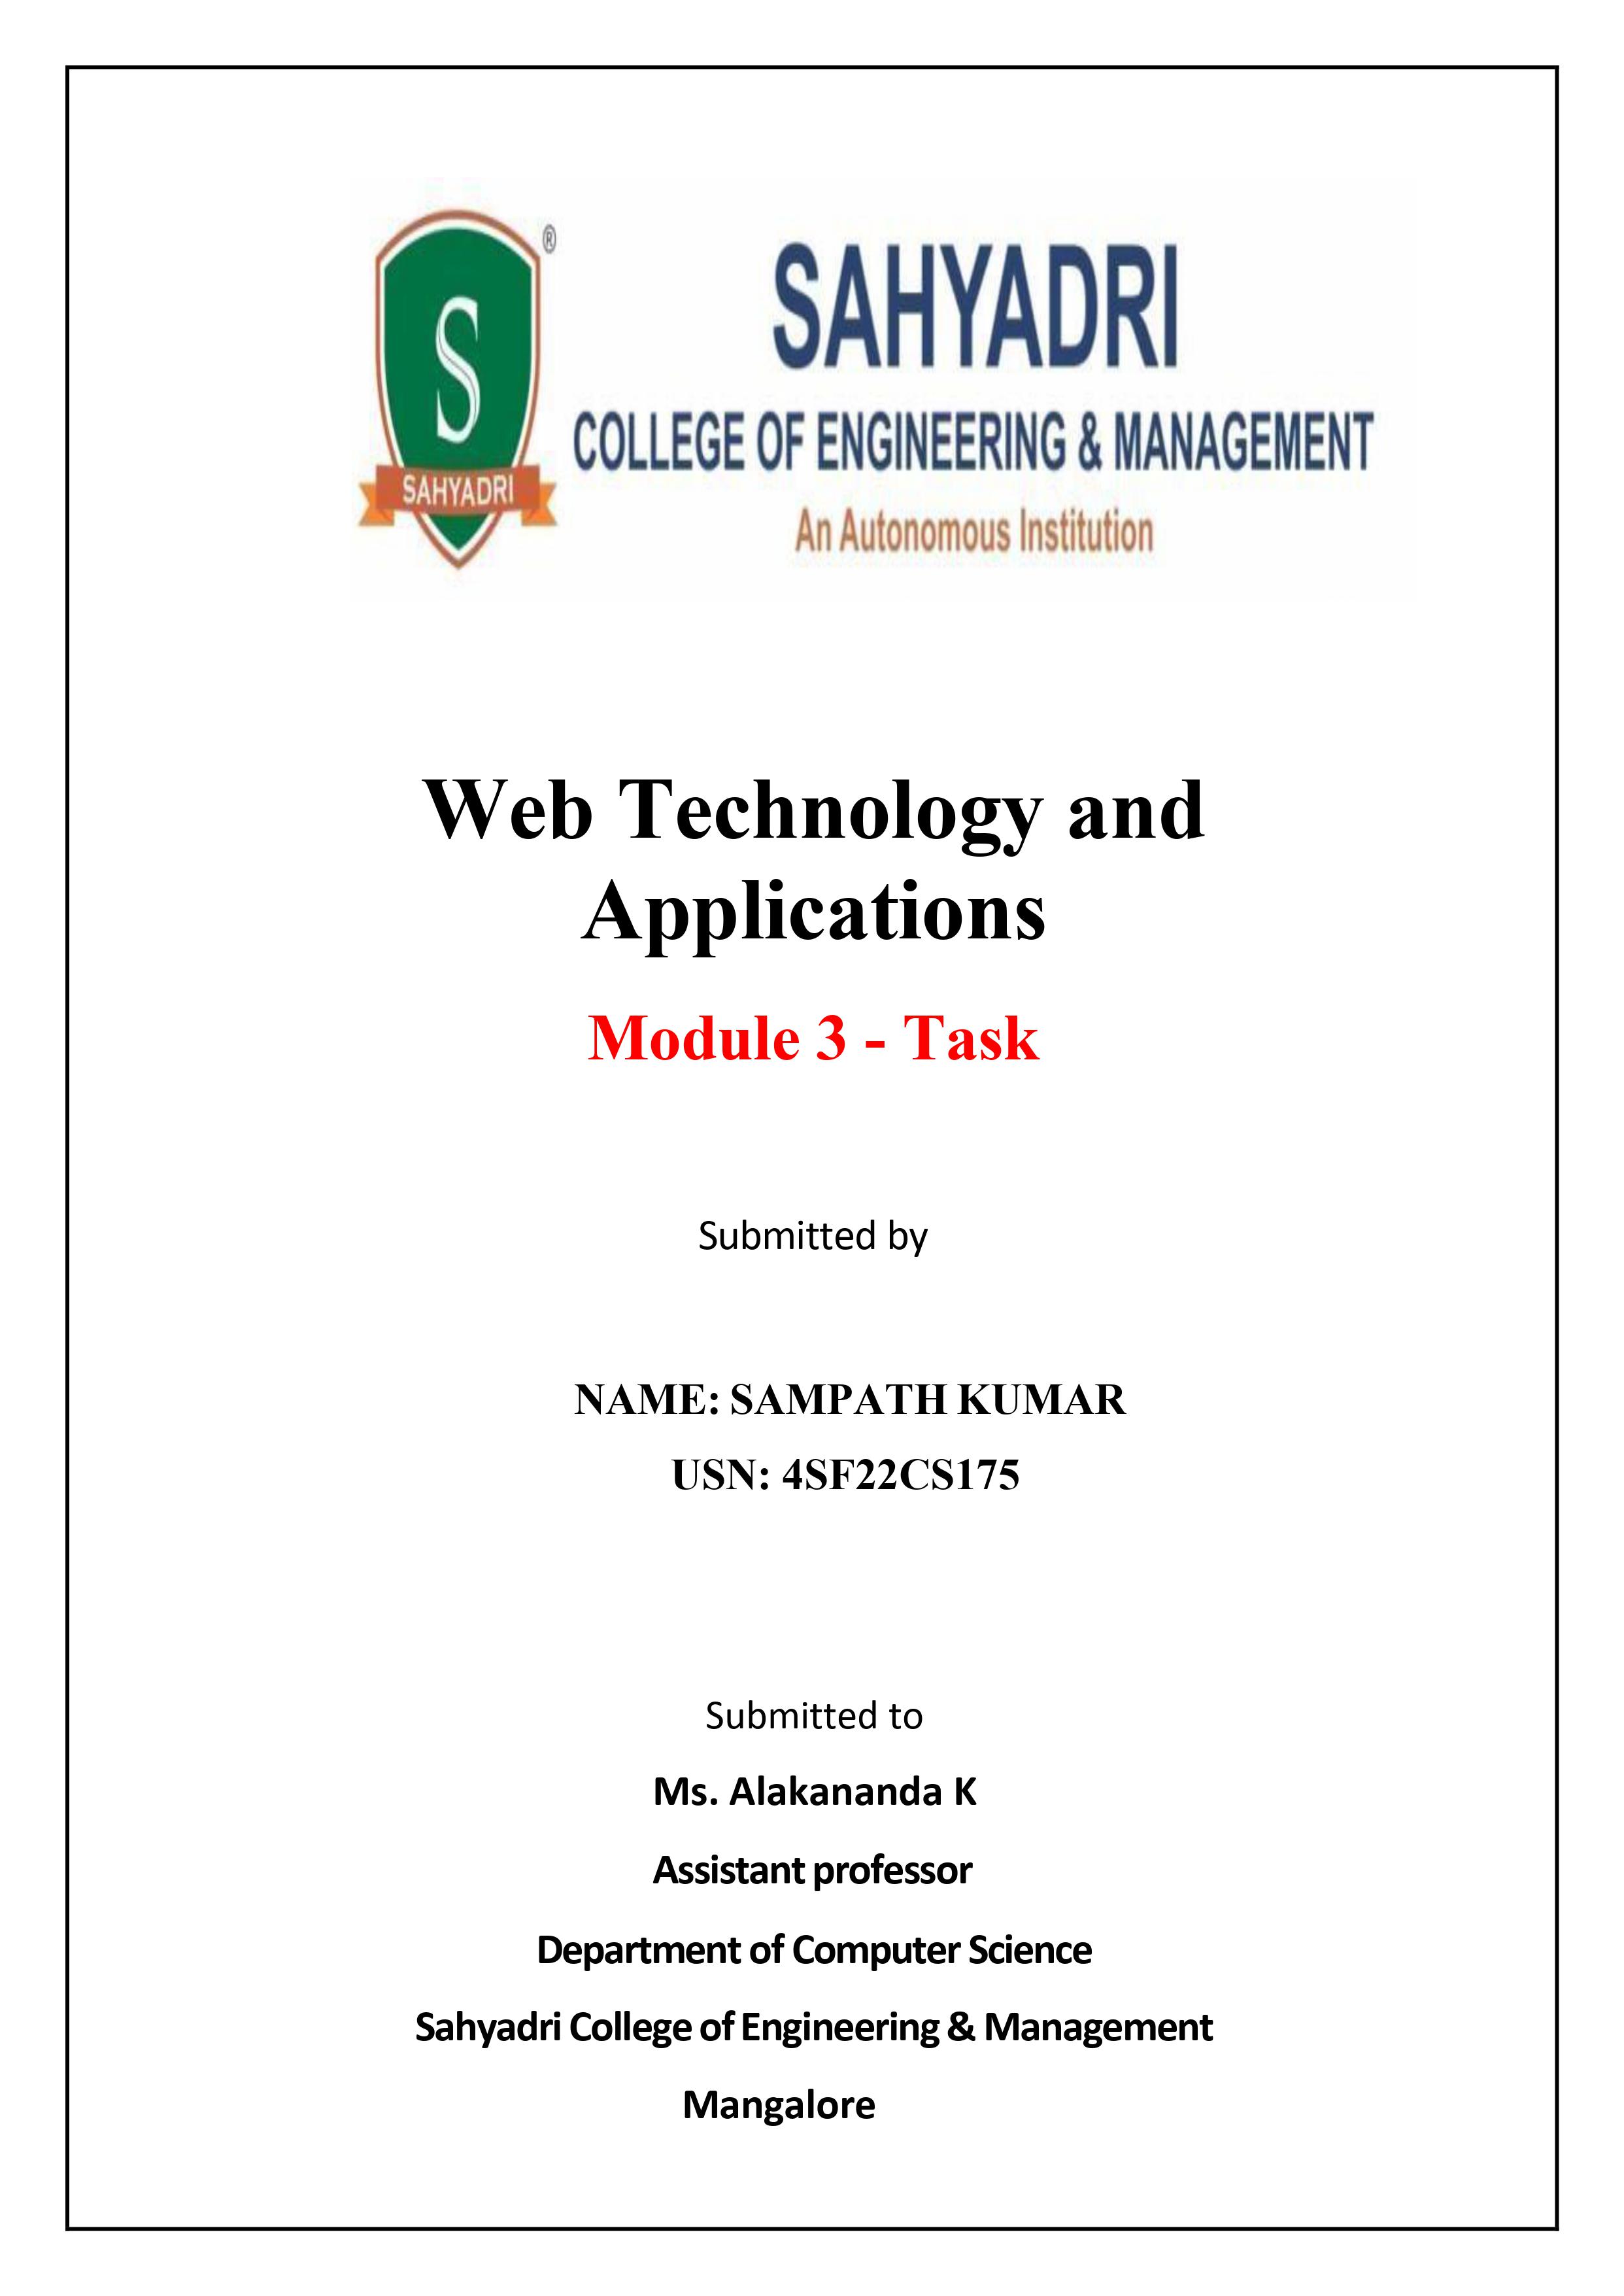 S
SAHYADRI
®
SAHYADRI
COLLEGE OF ENGINEERING & MANAGEMENT
An Autonomous Institution
Web Technology and
Applications
Module 3 - Task
Submitted by
NAME: SAMPATH KUMAR
USN: 4SF22CS175
Submitted to
Ms. Alakananda K
Assistant professor
Department of Computer Science
Sahyadri College of Engineering & Management
Mangalore